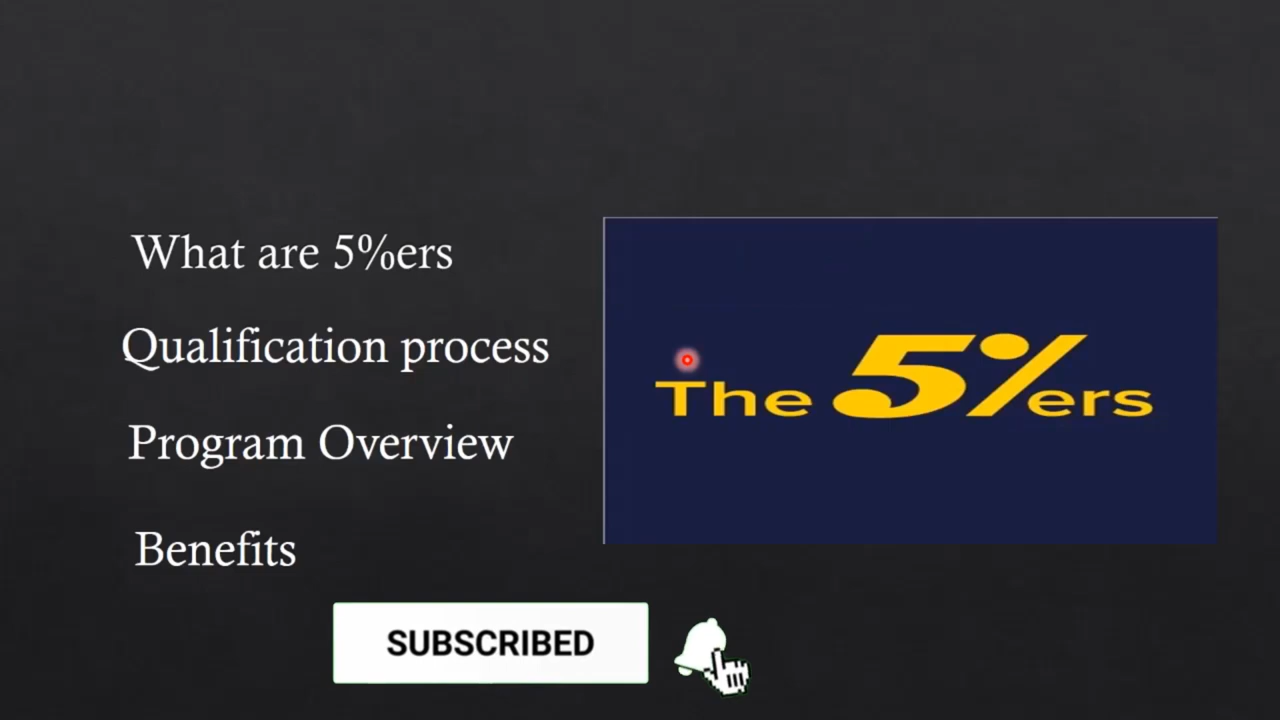 What are 5%ers
Qualification process
Program Overview
Benefits
The 5%ers
SUBSCRIBED